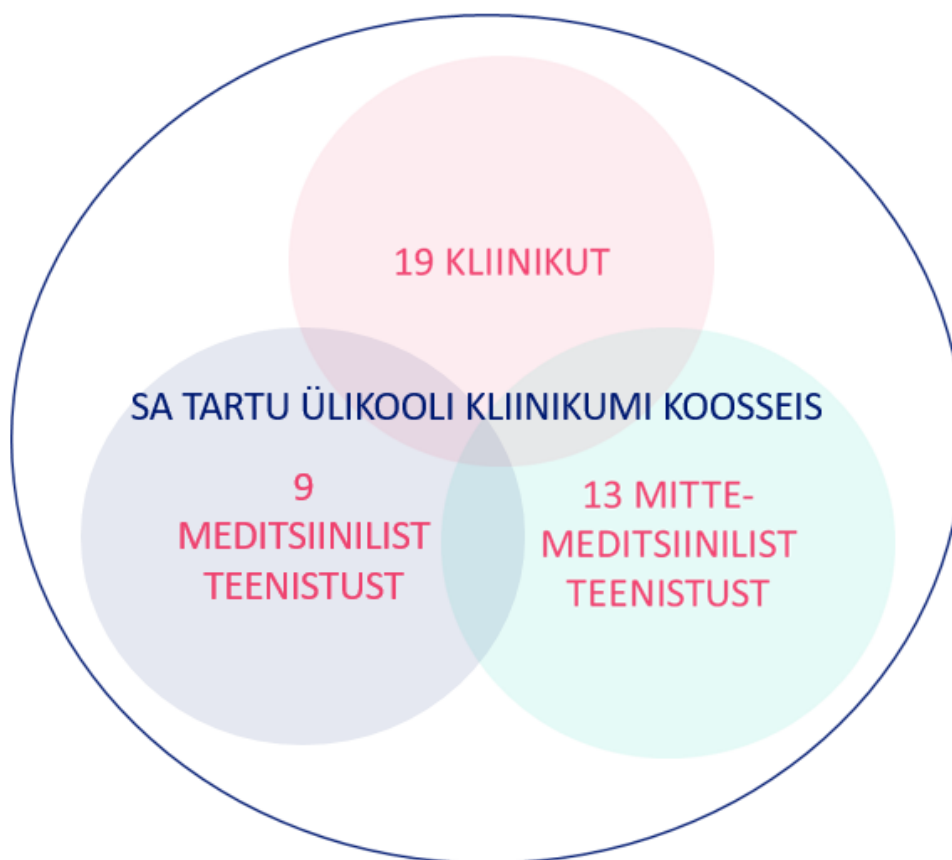 19 KLIINIKUT
SA TARTU ÜLIKOOLI KLIINIKUMI KOOSSEIS
9
MEDITSIINILIST
TEENISTUST
13 MITTE-
MEDITSIINILIST
TEENISTUST